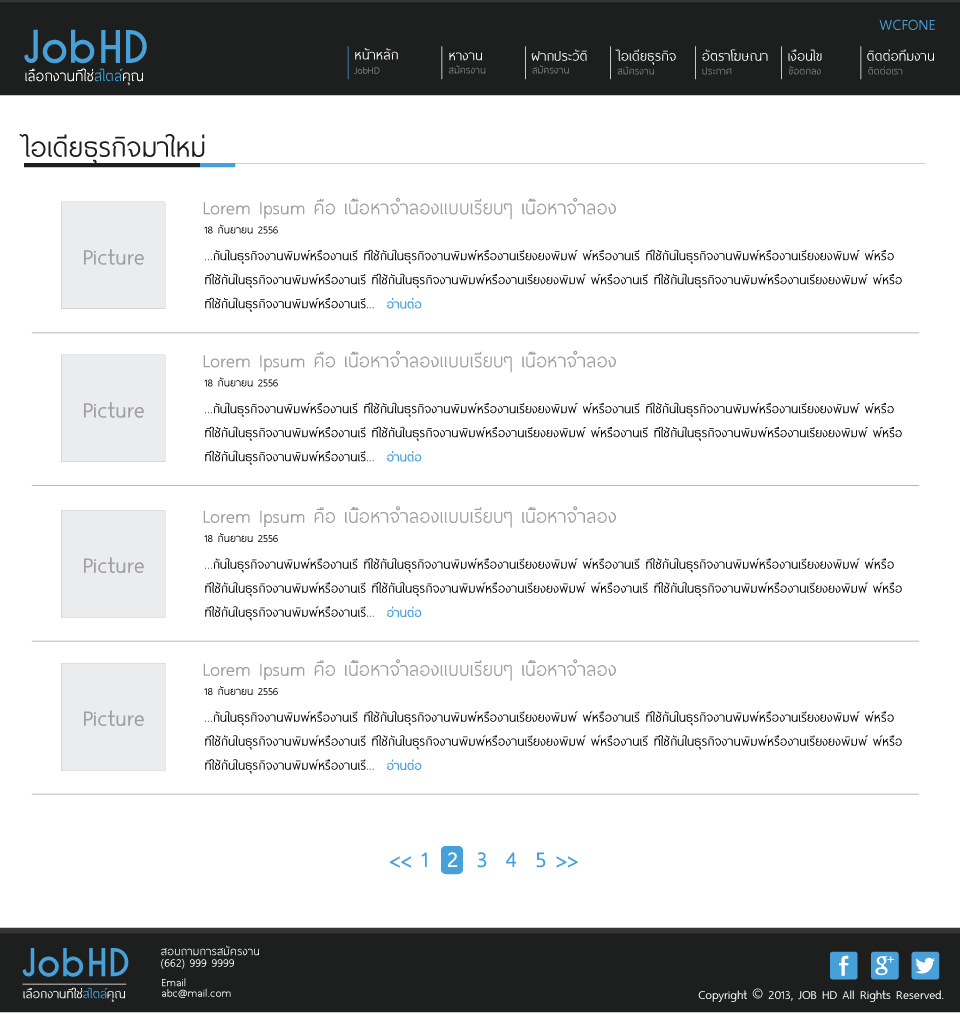 WCFONE
JobHD
เลือกงานที่ใช่สไตล์คุณ
หน้าหลัก หางาน ฝากประวัติ ไอเดียธุรกิจ อัตราโฆษณา เงื่อนไข ติดต่อทีมงาน
JobHD สมัครงาน สมัครงาน สมัครงาน ประกาศ ข้อตกลง ติดต่อเรา
ไอเดียธุรกิจมาใหม่
Picture
Lorem Ipsum คือ เนื้อหาจำลองแบบเรียบๆ เนื้อหาจำลอง
18 กันยายน 2556
...กันในธุรกิจงานพิมพ์หรืองานเรี ที่ใช้กันในธุรกิจงานพิมพ์หรืองานเรียงยงพิมพ์ พ์หรืองานเรี ที่ใช้กันในธุรกิจงานพิมพ์หรืองานเรียงยงพิมพ์ พ์หรือ
ที่ใช้กันในธุรกิจงานพิมพ์หรืองานเรี ที่ใช้กันในธุรกิจงานพิมพ์หรืองานเรียงยงพิมพ์ พ์หรืองานเรี ที่ใช้กันในธุรกิจงานพิมพ์หรืองานเรียงยงพิมพ์ พ์หรือ
ที่ใช้กันในธุรกิจงานพิมพ์หรืองานเรี... อ่านต่อ
Picture
Lorem Ipsum คือ เนื้อหาจำลองแบบเรียบๆ เนื้อหาจำลอง
18 กันยายน 2556
...กันในธุรกิจงานพิมพ์หรืองานเรี ที่ใช้กันในธุรกิจงานพิมพ์หรืองานเรียงยงพิมพ์ พ์หรืองานเรี ที่ใช้กันในธุรกิจงานพิมพ์หรืองานเรียงยงพิมพ์ พ์หรือ
ที่ใช้กันในธุรกิจงานพิมพ์หรืองานเรี ที่ใช้กันในธุรกิจงานพิมพ์หรืองานเรียงยงพิมพ์ พ์หรืองานเรี ที่ใช้กันในธุรกิจงานพิมพ์หรืองานเรียงยงพิมพ์ พ์หรือ
ที่ใช้กันในธุรกิจงานพิมพ์หรืองานเรี... อ่านต่อ
Picture
Lorem Ipsum คือ เนื้อหาจำลองแบบเรียบๆ เนื้อหาจำลอง
18 กันยายน 2556
...กันในธุรกิจงานพิมพ์หรืองานเรี ที่ใช้กันในธุรกิจงานพิมพ์หรืองานเรียงยงพิมพ์ พ์หรืองานเรี ที่ใช้กันในธุรกิจงานพิมพ์หรืองานเรียงยงพิมพ์ พ์หรือ
ที่ใช้กันในธุรกิจงานพิมพ์หรืองานเรี ที่ใช้กันในธุรกิจงานพิมพ์หรืองานเรียงยงพิมพ์ พ์หรืองานเรี ที่ใช้กันในธุรกิจงานพิมพ์หรืองานเรียงยงพิมพ์ พ์หรือ
ที่ใช้กันในธุรกิจงานพิมพ์หรืองานเรี... อ่านต่อ
Picture
Lorem Ipsum คือ เนื้อหาจำลองแบบเรียบๆ เนื้อหาจำลอง
18 กันยายน 2556
...กันในธุรกิจงานพิมพ์หรืองานเรี ที่ใช้กันในธุรกิจงานพิมพ์หรืองานเรียงยงพิมพ์ พ์หรืองานเรี ที่ใช้กันในธุรกิจงานพิมพ์หรืองานเรียงยงพิมพ์ พ์หรือ
ที่ใช้กันในธุรกิจงานพิมพ์หรืองานเรี ที่ใช้กันในธุรกิจงานพิมพ์หรืองานเรียงยงพิมพ์ พ์หรืองานเรี ที่ใช้กันในธุรกิจงานพิมพ์หรืองานเรียงยงพิมพ์ พ์หรือ
ที่ใช้กันในธุรกิจงานพิมพ์หรืองานเรี... อ่านต่อ
<< 1 2 3 4 5 >>
JobHD
เลือกงานที่ใช่สไตล์คุณ
สอบถามการสมัครงาน
(662) 999 9999
Email
abc@mail.com
f g+
Copyright © 2013, JOB HD All Rights Reserved.